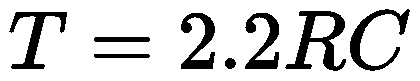 T = 2.2RC